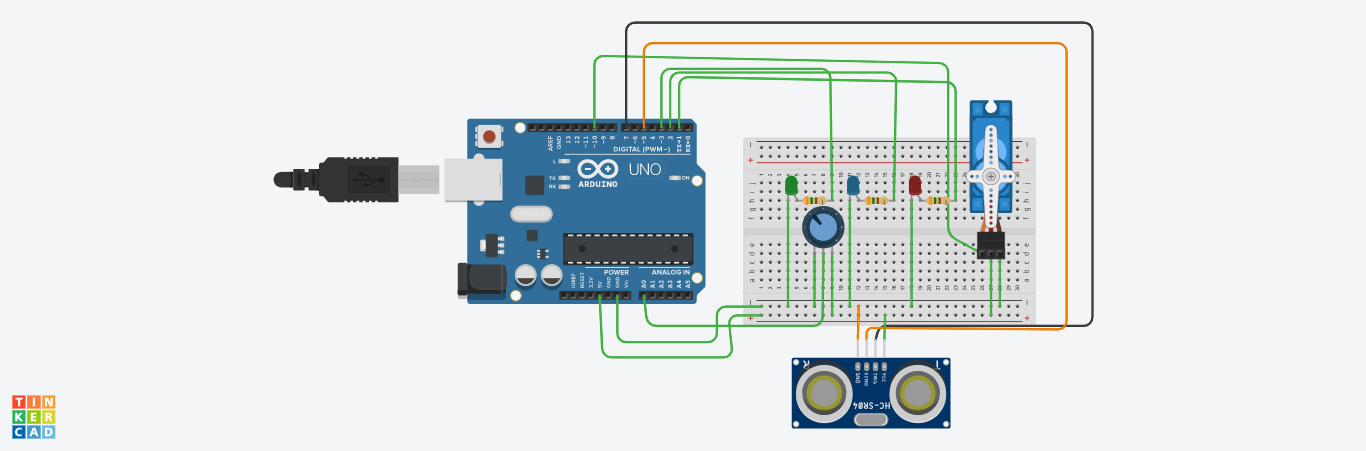 AREF
GND
13
12
~11
~10
~9
8
7
~6
~5
4
~3
2
TX→1
RX←0
DIGITAL (PWM~)
L
TX
RX
UNO
ON
ARDUINO
POWER
ANALOG IN
IOREF
RESET
3.3V
5V
GND
GND
Vin
A0
A1
A2
A3
A4
A5
R
T
GND
ECHO
TRIG
VCC
HC-SR04
TIN
KER
CAD